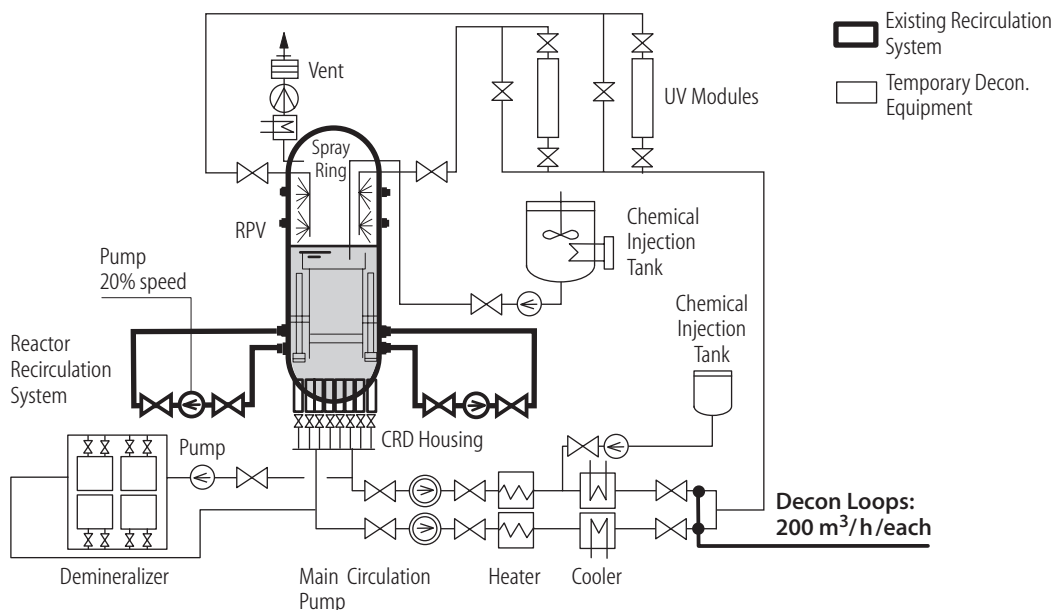 Existing Recirculation
System
Temporary Decon.
Equipment
Vent
UV Modules
Spray
Ring
RPV
Chemical
Injection
Tank
Pump
20% speed
Chemical
Injection
Tank
Reactor
Recirculation
System
CRD Housing
Pump
Decon Loops:
200 m³/h/each
Demineralizer
Main Circulation
Pump
Heater
Cooler